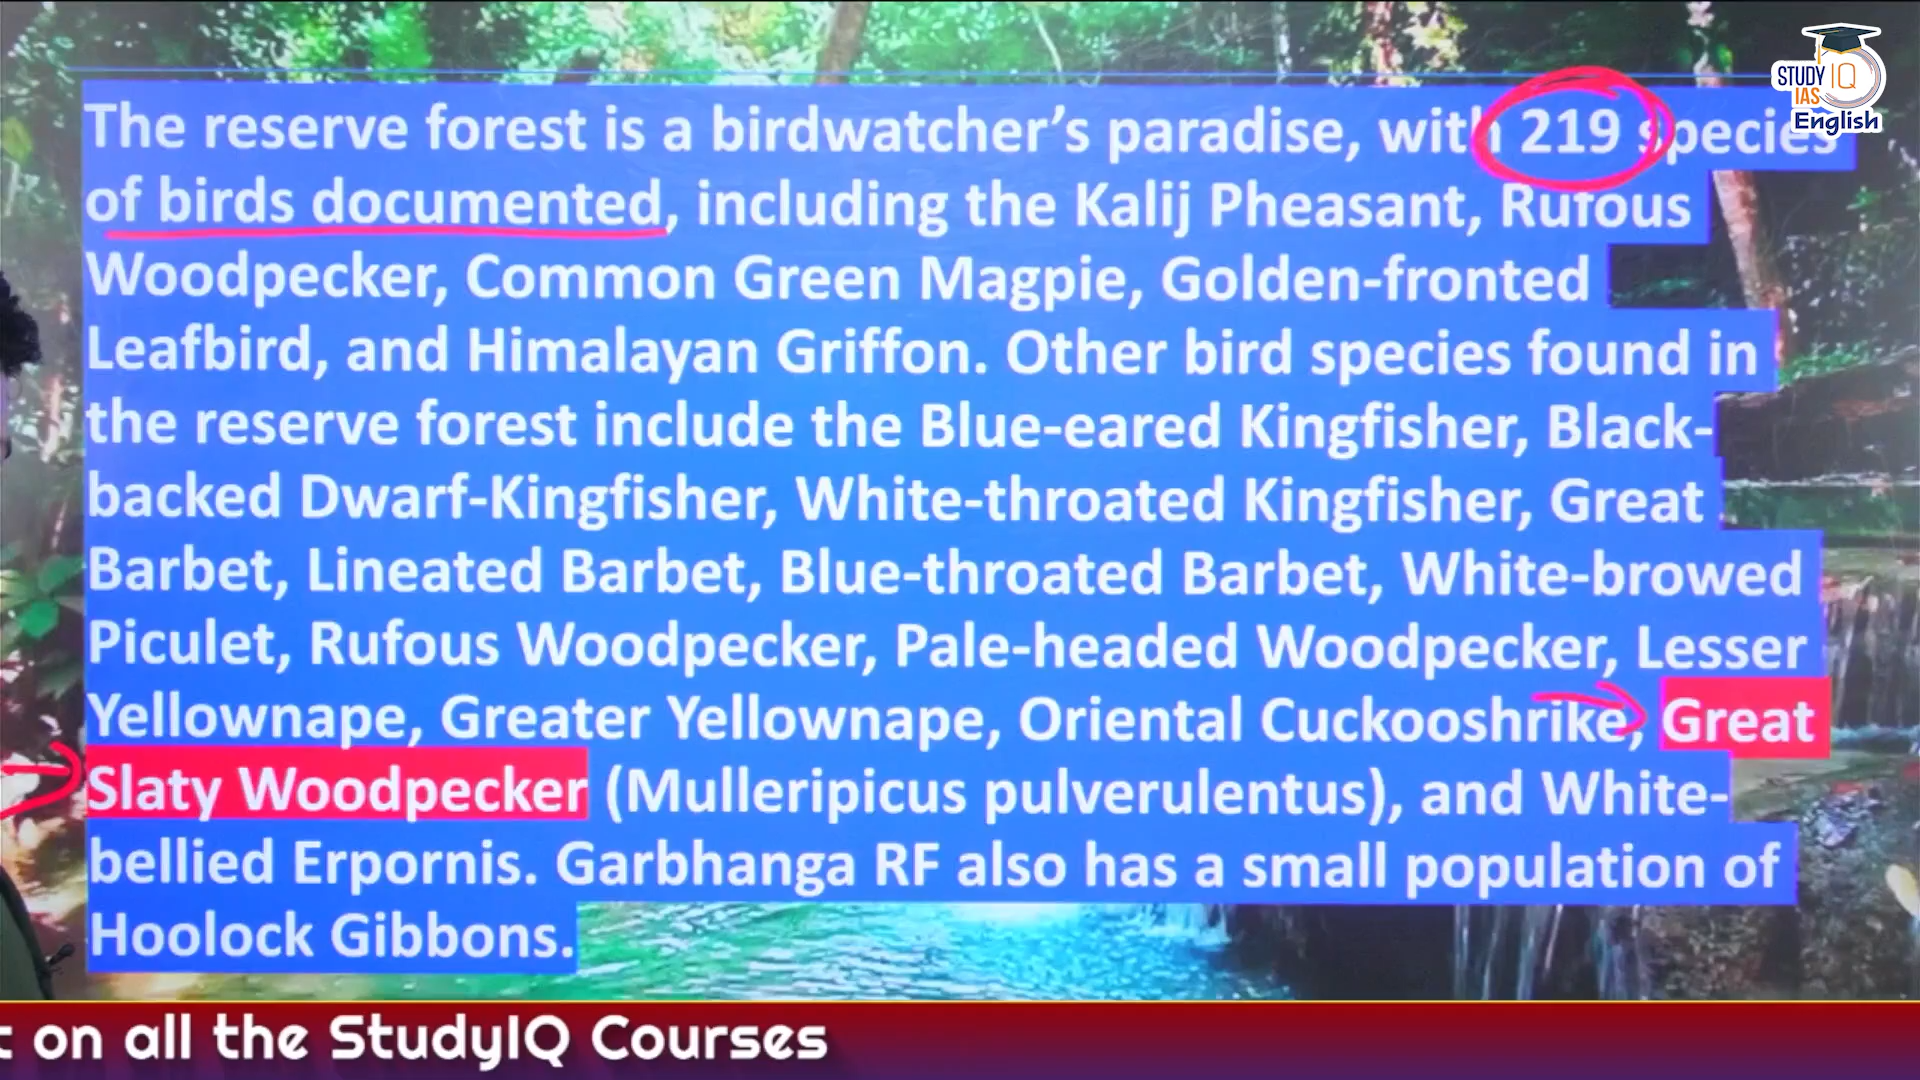 STUDY IQ
IAS
English
The reserve forest is a birdwatcher's paradise, with 219 species
of birds documented, including the Kalij Pheasant, Rufous
Woodpecker, Common Green Magpie, Golden-fronted
Leafbird, and Himalayan Griffon. Other bird species found in
the reserve forest include the Blue-eared Kingfisher, Black-
backed Dwarf-Kingfisher, White-throated Kingfisher, Great
Barbet, Lineated Barbet, Blue-throated Barbet, White-browed
Piculet, Rufous Woodpecker, Pale-headed Woodpecker, Lesser
Yellownape, Greater Yellownape, Oriental Cuckooshrike, Great
Slaty Woodpecker (Mulleripicus pulverulentus), and White-
bellied Erpornis. Garbhanga RF also has a small population of
Hoolock Gibbons.
on all the StudyIQ Courses